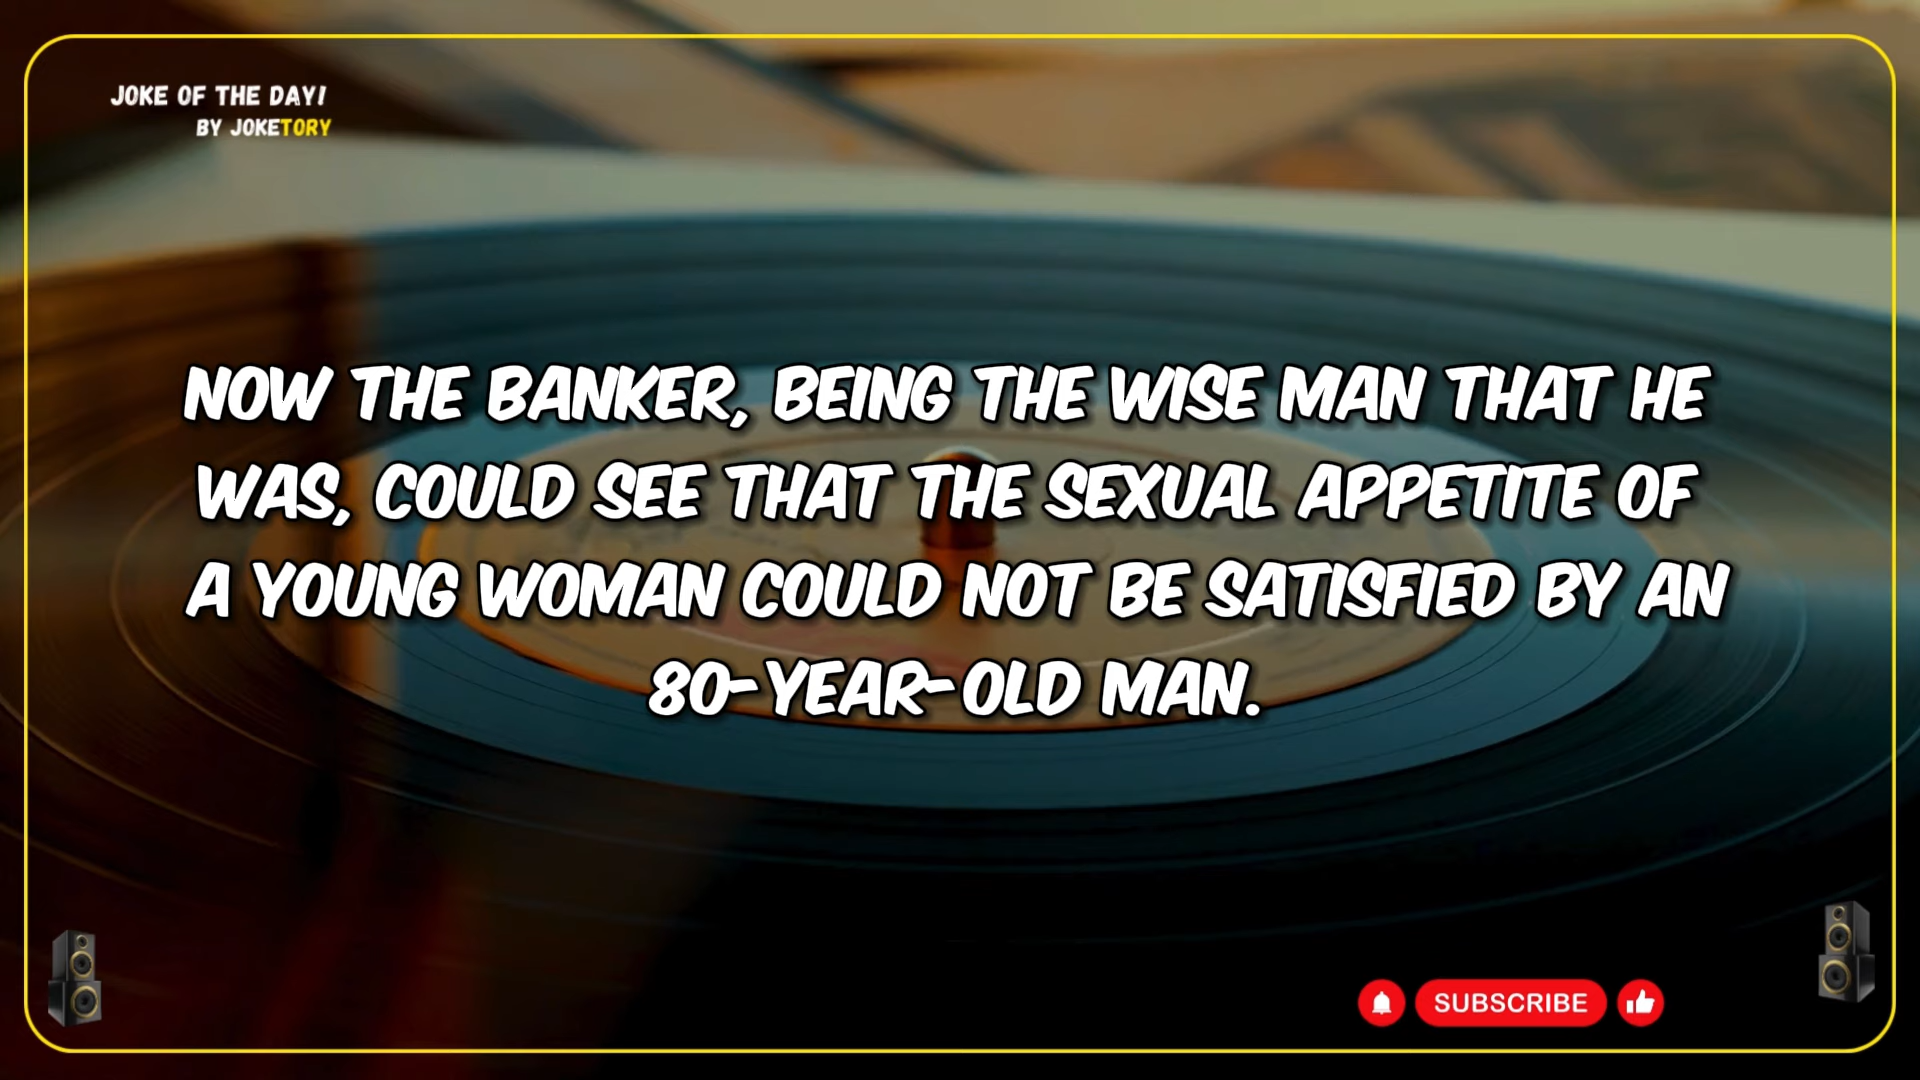 JOKE OF THE DAY!
BY JOKETORY
NOW THE BANKER, BEING THE WISE MAN THAT HE
WAS, COULD SEE THAT THE SEXUAL APPETITE OF
A YOUNG WOMAN COULD NOT BE SATISFIED BY AN
80-YEAR-OLD MAN.
SUBSCRIBE